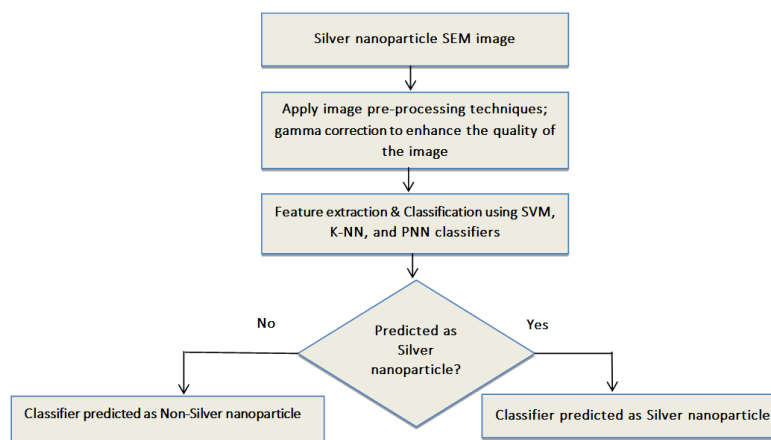 Silver nanoparticle SEM image
Apply image pre-processing techniques;
gamma correction to enhance the quality of
the image
Feature extraction & Classification using SVM,
K-NN, and PNN classifiers
No
Predicted as
Silver
nanoparticle?
Yes
Classifier predicted as Non-Silver nanoparticle
Classifier predicted as Silver nanoparticle